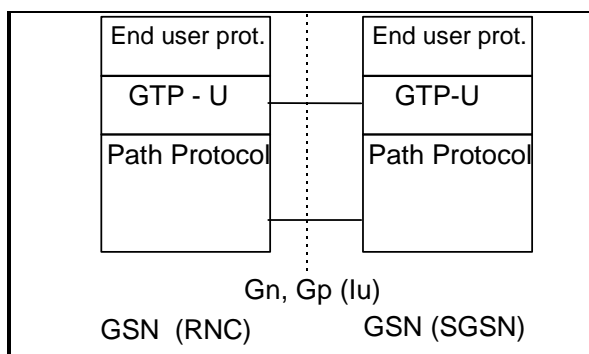 End user prot.
End user prot.
GTP - U
GTP-U
Path Protocol
Path Protocol
Gn, Gp (Iu)
GSN (RNC)
GSN (SGSN)